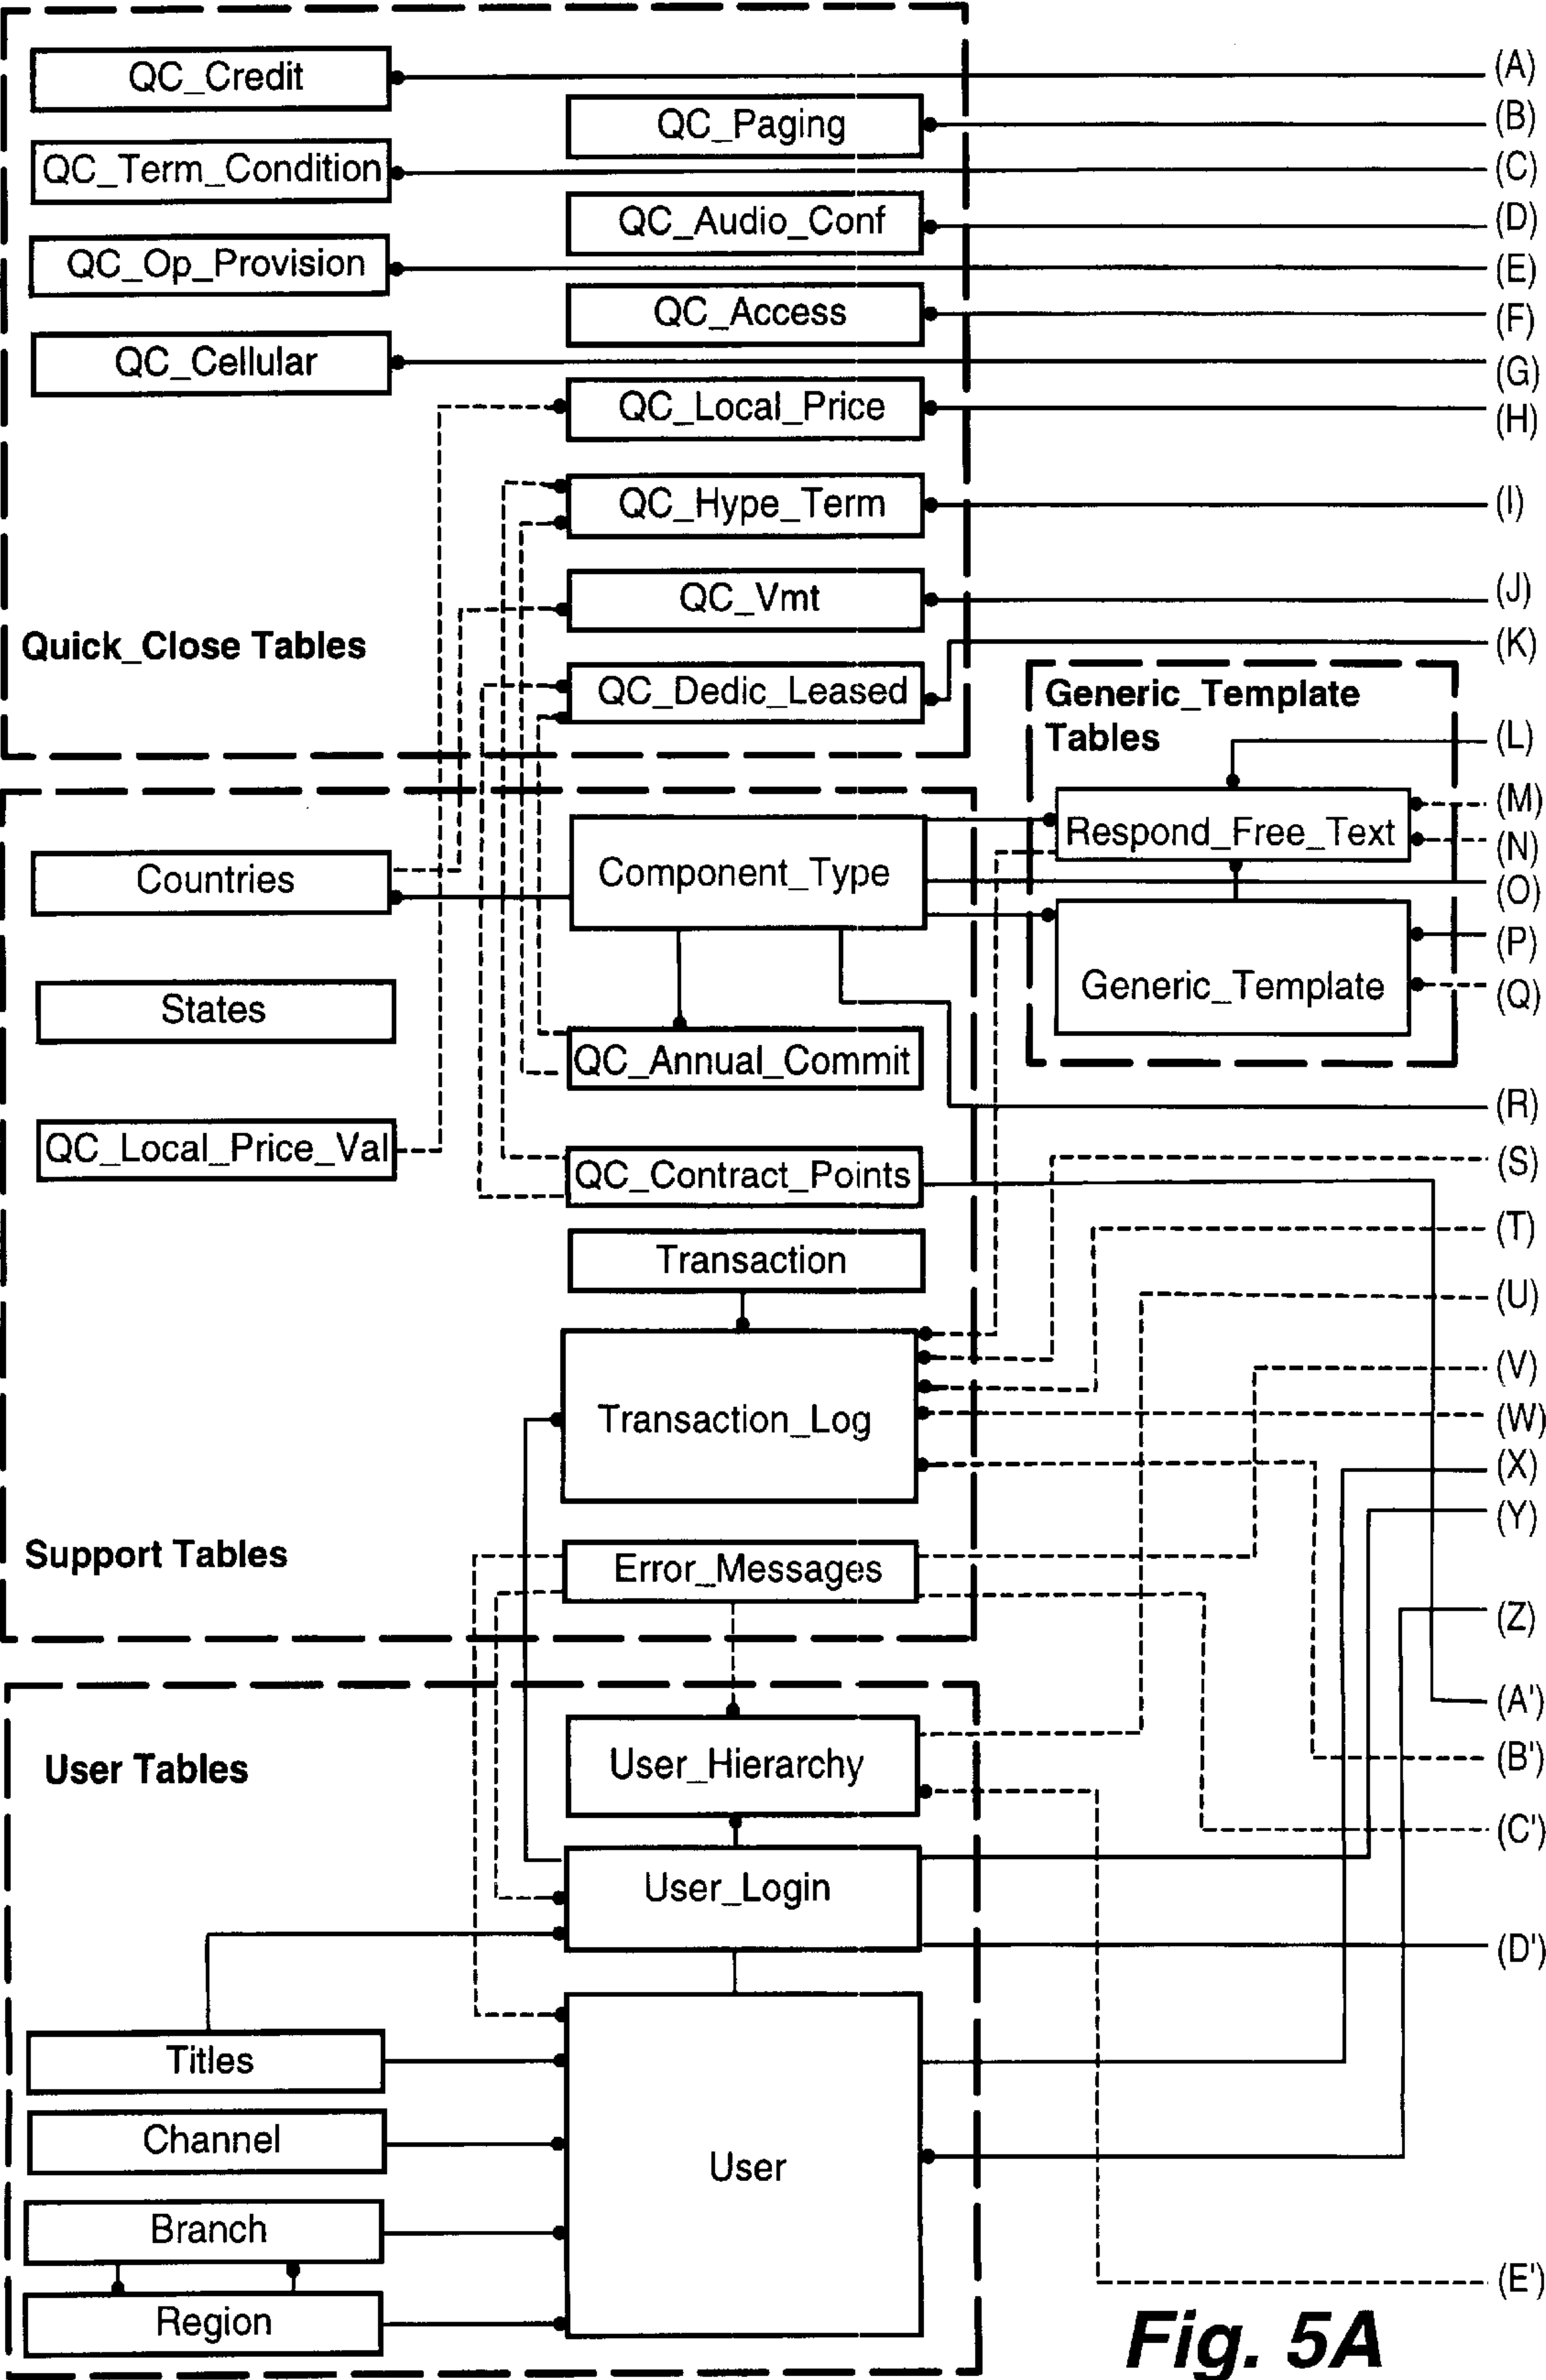 QC_Credit
(A)
QC_Paging
(B)
QC_Term_Condition
(C)
QC_Audio_Conf
(D)
QC_Op_Provision
(E)
QC_Access
(F)
QC_Cellular
(G)
QC_Local_Price
(H)
QC_Hype_Term
(I)
QC_Vmt
(J)
Quick_Close Tables
(K)
QC_Dedic_Leased
Generic_Template
Tables
(L)
(M)
Respond_Free_Text
(N)
Countries
Component_Type
(O)
(P)
Generic_Template
(Q)
States
QC_Annual_Commit
(R)
QC_Local_Price_Val
(S)
QC_Contract_Points
(T)
Transaction
(U)
(V)
Transaction_Log
(W)
(X)
(Y)
Support Tables
Error_Messages
(Z)
(A')
User Tables
User_Hierarchy
(B')
(C')
User_Login
(D')
Titles
Channel
User
Branch
(E')
Region
Fig. 5A